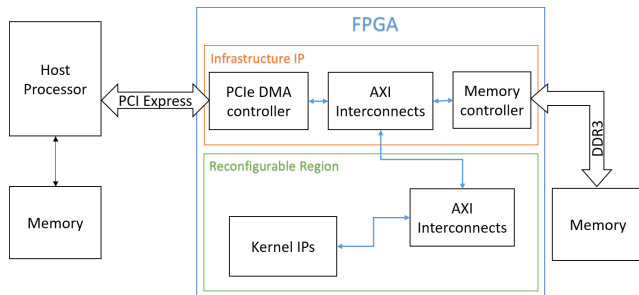 FPGA
Infrastructure IP
Host
Processor
PCI Express
PCIe DMA
controller
AXI
Interconnects
Memory
controller
DDR3
Reconfigurable Region
Memory
Kernel IPs
AXI
Interconnects
Memory